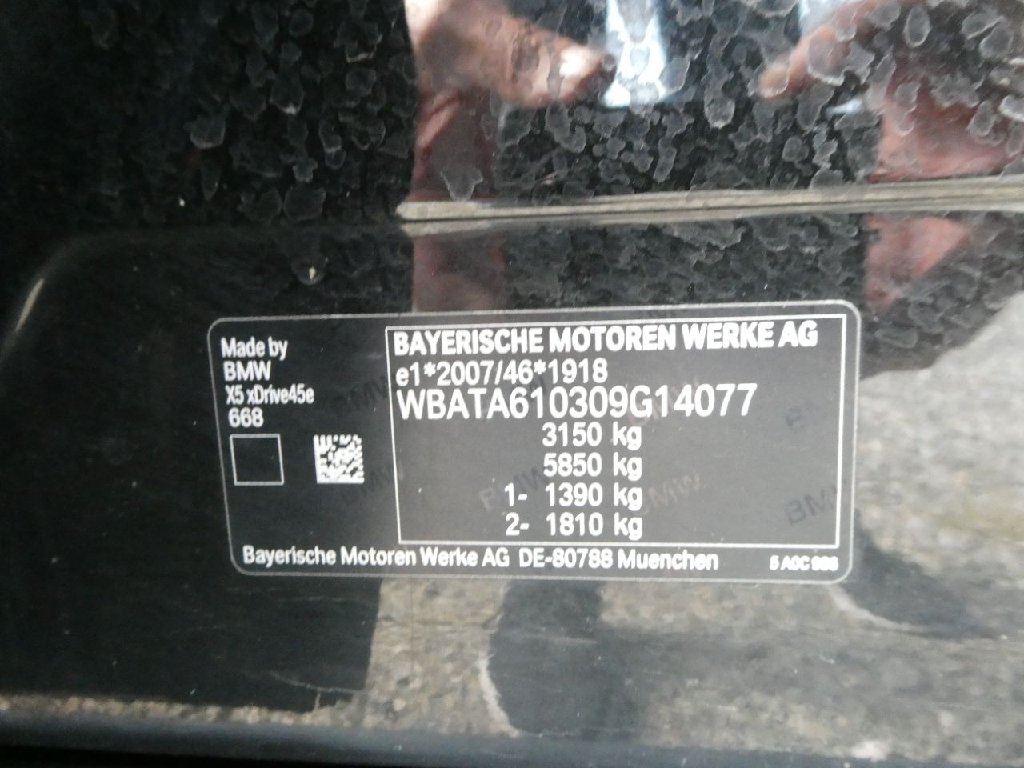 Made by
BMW
X5 xDrive45e
668
BAYERISCHE MOTOREN WERKE AG
e1*2007/46*1918
WBATA610309G14077
3150 kg
5850 kg
1- 1390 kg
2- 1810 kg
Bayerische Motoren Werke AG DE-80788 Muenchen